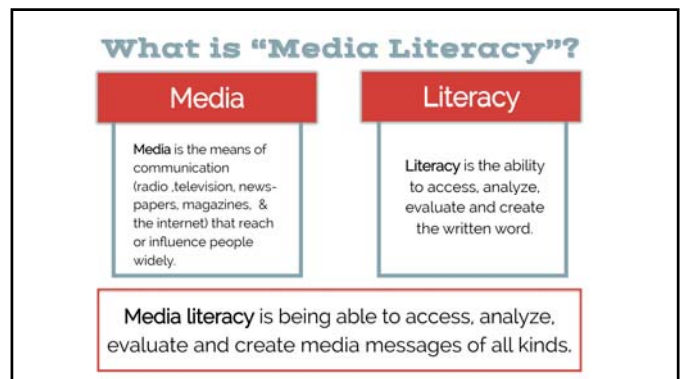 What is “Media Literacy”?
Media
Media is the means of
communication
(radio ,television, news-
papers, magazines, &
the internet) that reach
or influence people
widely.
Literacy
Literacy is the ability
to access, analyze,
evaluate and create
the written word.
Media literacy is being able to access, analyze,
evaluate and create media messages of all kinds.